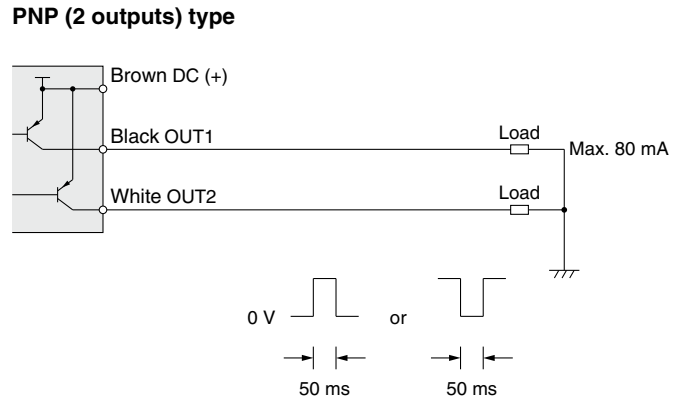 PNP (2 outputs) type
Brown DC (+)
Black OUT1
Load
Max. 80 mA
White OUT2
Load
0 V
or
50 ms
50 ms